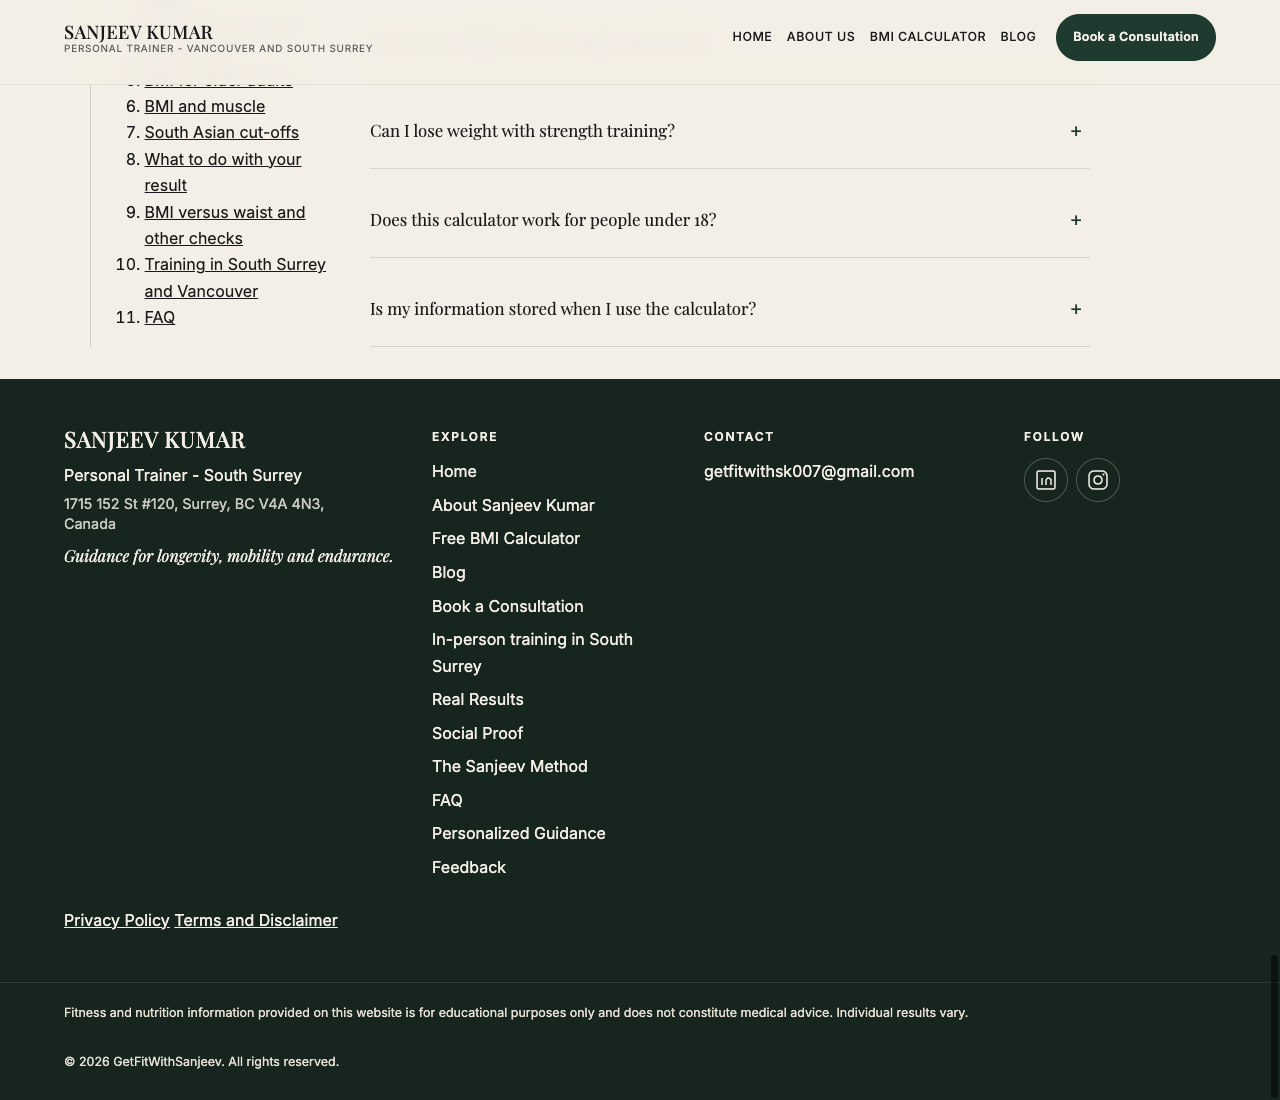 SANJEEV KUMAR
PERSONAL TRAINER - VANCOUVER AND SOUTH SURREY
HOME
ABOUT US
BMI CALCULATOR
BLOG
Book a Consultation
5. BMI for older adults
6. BMI and muscle
7. South Asian cut-offs
8. What to do with your
result
9. BMI versus waist and
other checks
10. Training in South Surrey
and Vancouver
11. FAQ
Can I lose weight with strength training? +
Does this calculator work for people under 18? +
Is my information stored when I use the calculator? +
SANJEEV KUMAR
Personal Trainer - South Surrey
1715 152 St #120, Surrey, BC V4A 4N3,
Canada
Guidance for longevity, mobility and endurance.
EXPLORE
Home
About Sanjeev Kumar
Free BMI Calculator
Blog
Book a Consultation
In-person training in South
Surrey
Real Results
Social Proof
The Sanjeev Method
FAQ
Personalized Guidance
Feedback
CONTACT
getfitwithsk007@gmail.com
FOLLOW
Privacy Policy Terms and Disclaimer
Fitness and nutrition information provided on this website is for educational purposes only and does not constitute medical advice. Individual results vary.
© 2026 GetFitWithSanjeev. All rights reserved.